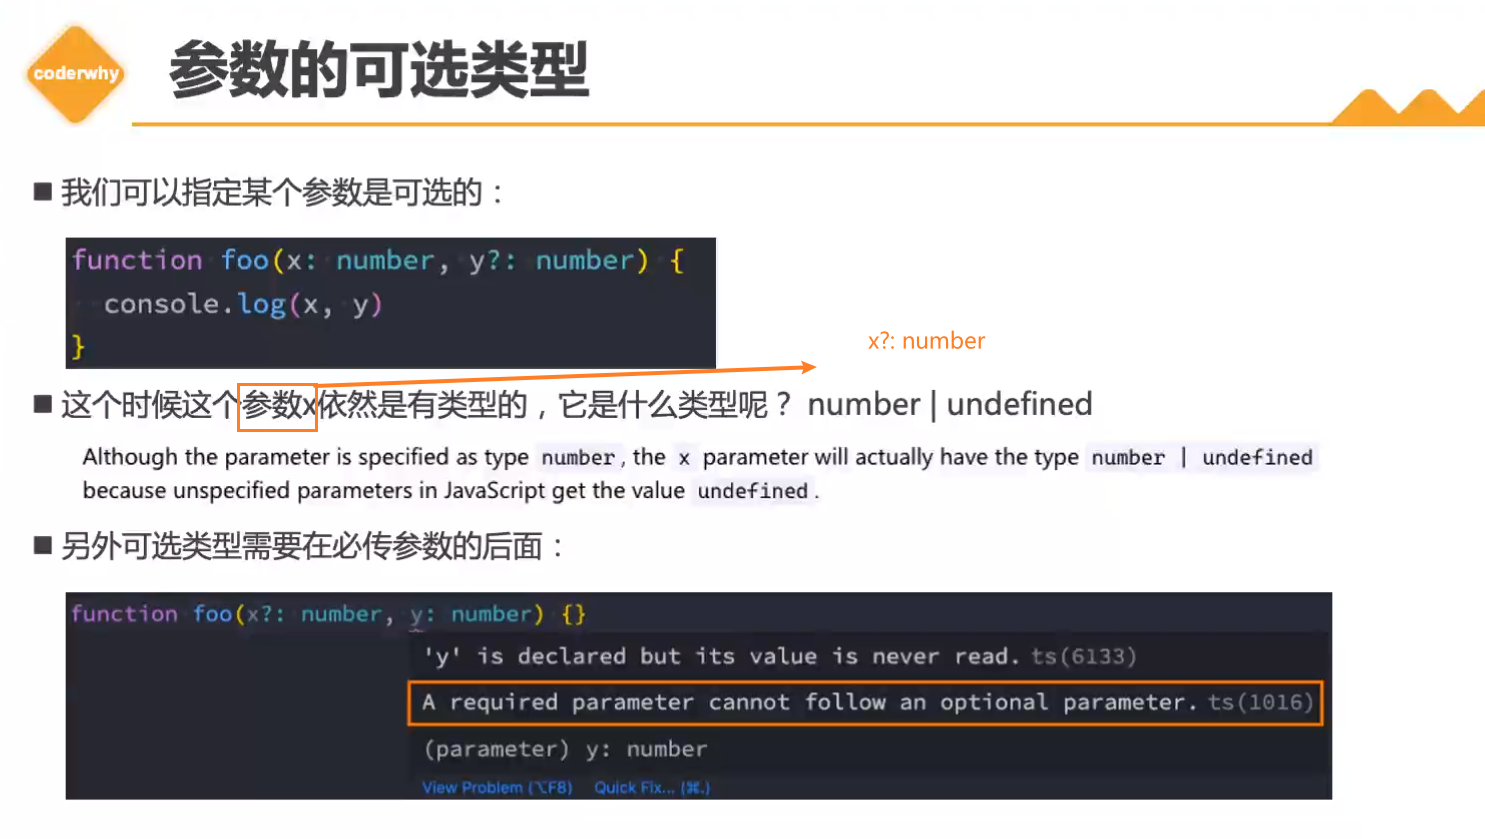 coderwhy
参数的可选类型
■ 我们可以指定某个参数是可选的：
function foo(x: number, y?: number) {
console.log(x, y)
}
x?: number
■ 这个时候这个参数x依然是有类型的，它是什么类型呢？ number | undefined
Although the parameter is specified as type number, the x parameter will actually have the type number | undefined
because unspecified parameters in JavaScript get the value undefined.
■ 另外可选类型需要在必传参数的后面：
function foo(x?: number, y: number) {}
'y' is declared but its value is never read. ts(6133)
A required parameter cannot follow an optional parameter. ts(1016)
(parameter) y: number
View Problem (⌥F8) Quick Fix... (⌘.)